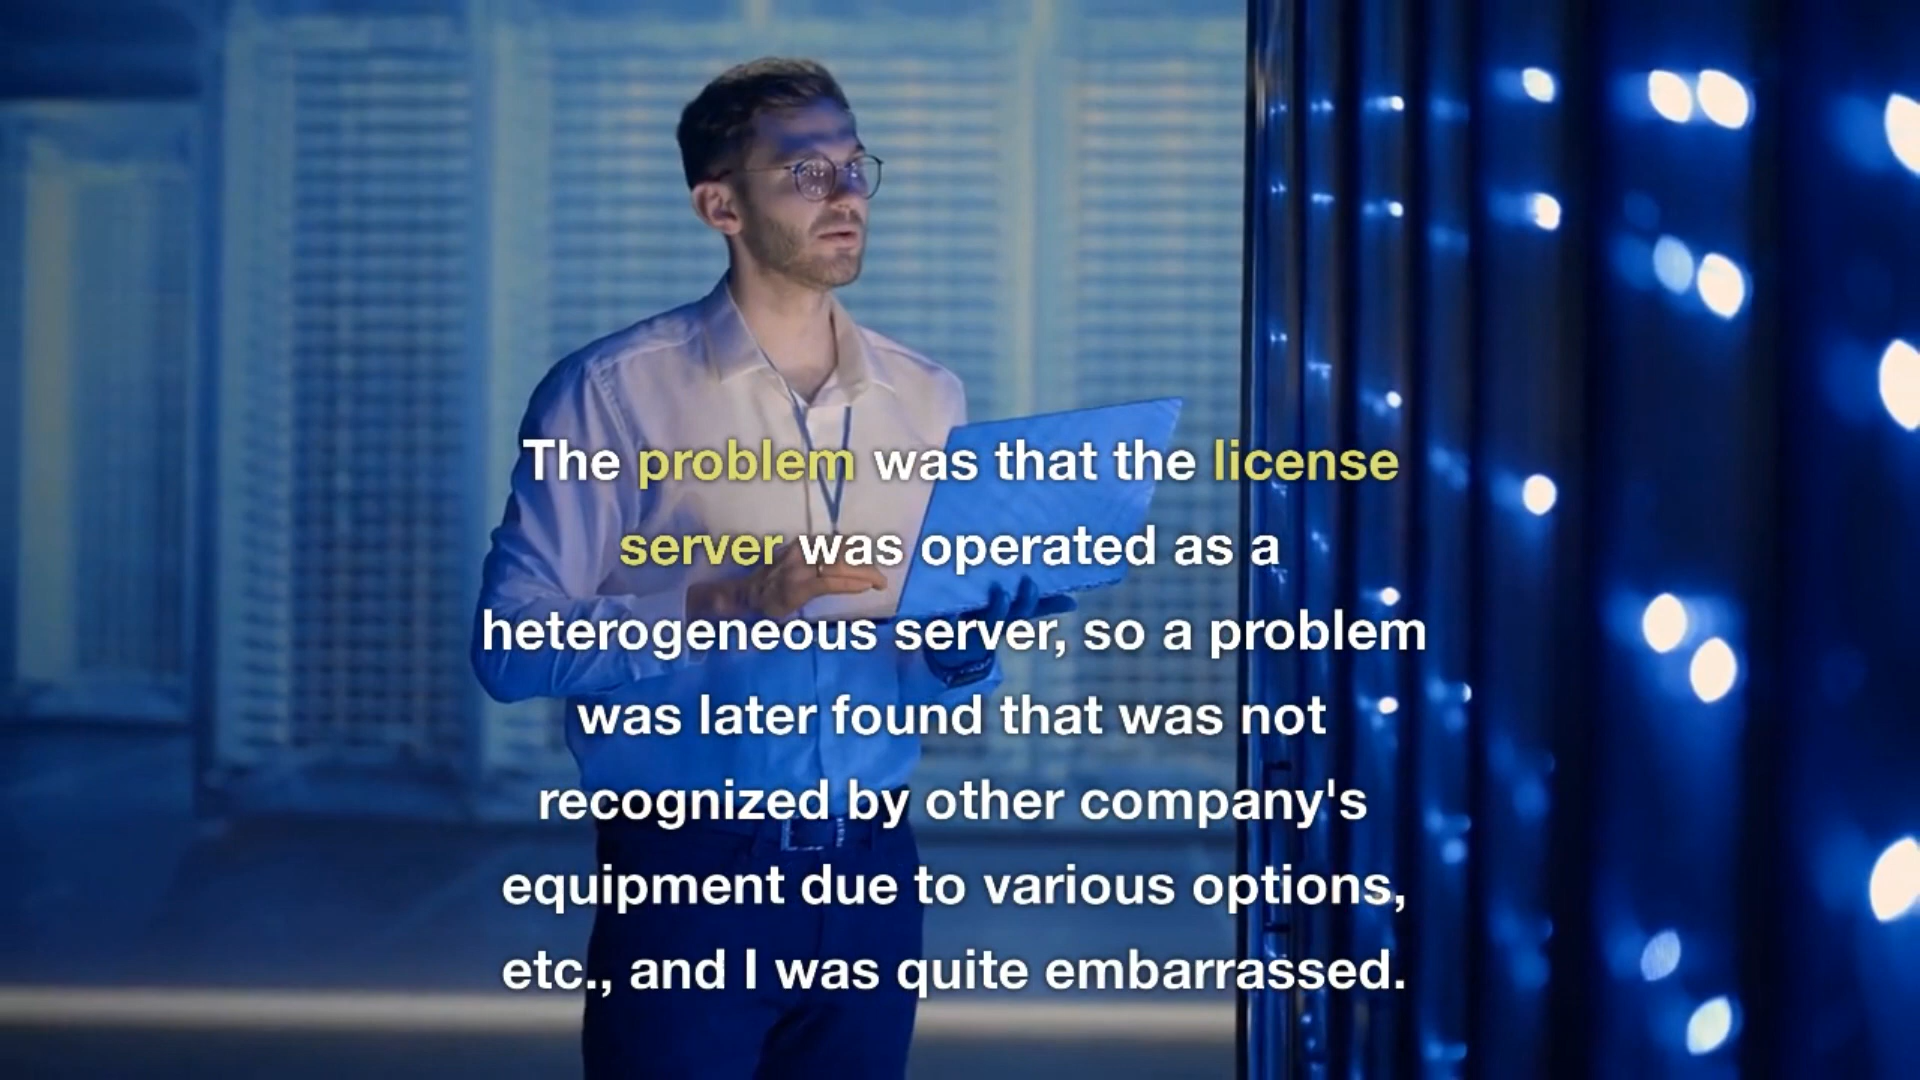 The problem was that the license
server was operated as a
heterogeneous server, so a problem
was later found that was not
recognized by other company's
equipment due to various options,
etc., and I was quite embarrassed.